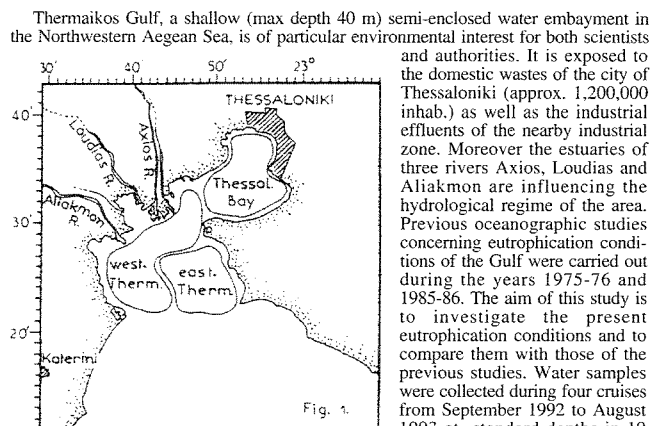 Thermaikos Gulf, a shallow (max depth 40 m) semi-enclosed water embayment in
the Northwestern Aegean Sea, is of particular environmental interest for both scientists
and authorities. It is exposed to
the domestic wastes of the city of
Thessaloniki (approx. 1,200,000
inhab.) as well as the industrial
effluents of the nearby industrial
zone. Moreover the estuaries of
three rivers Axios, Loudias and
Aliakmon are influencing the
hydrological regime of the area.
Previous oceanographic studies
concerning eutrophication condi-
tions of the Gulf were carried out
during the years 1975-76 and
1985-86. The aim of this study is
to investigate the present
eutrophication conditions and to
compare them with those of the
previous studies. Water samples
were collected during four cruises
from September 1992 to August
1993 at standard depths in 19
30'
40'
50'
23°
THESSALONIKI
40'
Loudias R.
Axios R.
Thessal.
Bay
Aliakmon
R.
30'
west.
Therm.
east.
Therm.
20'
Katerini
Fig. 1.